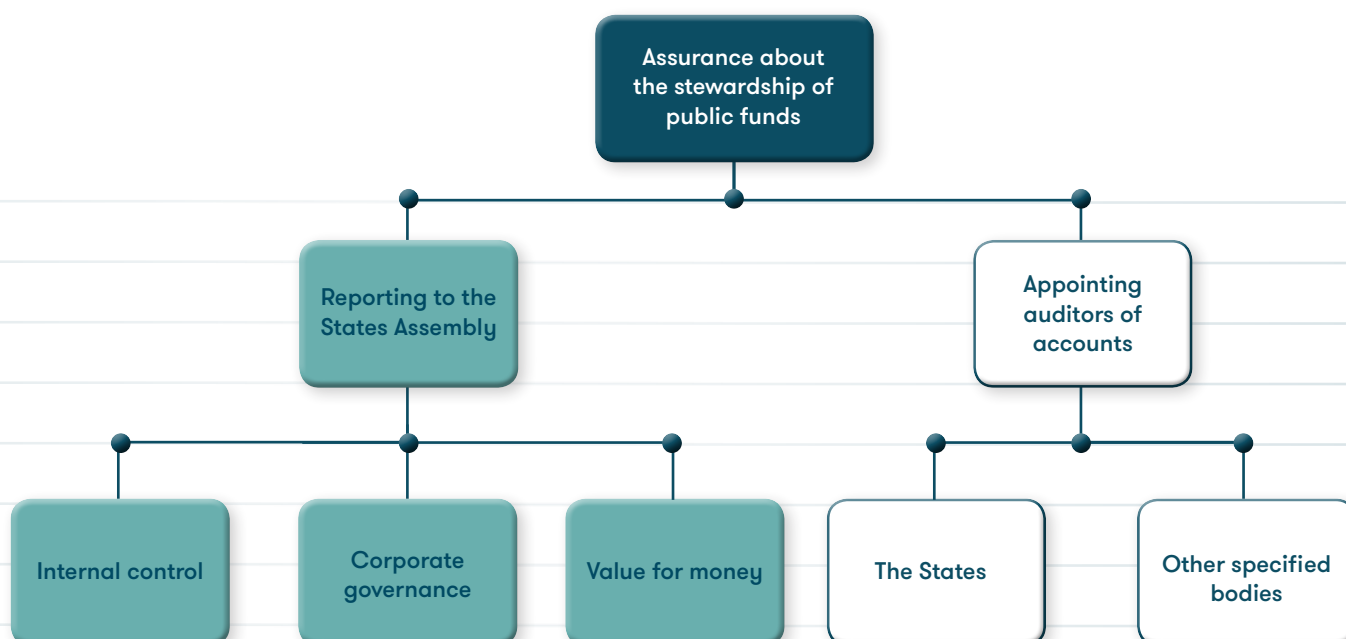 Assurance about
the stewardship of
public funds
Reporting to the
States Assembly
Appointing
auditors of
accounts
Internal control
Corporate
governance
Value for money
The States
Other specified
bodies